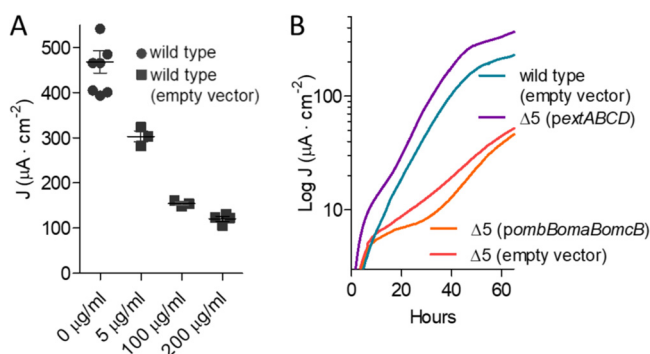 A
J (µA · cm-2)
500
400
300
200
100
0
wild type
wild type
(empty vector)
0 µg/ml
5 µg/ml
100 µg/ml
200 µg/ml
B
Log J (µA · cm-2)
100
10
wild type
(empty vector)
Δ5 (pextABCD)
Δ5 (pombBomaBomcB)
Δ5 (empty vector)
0 20 40 60
Hours